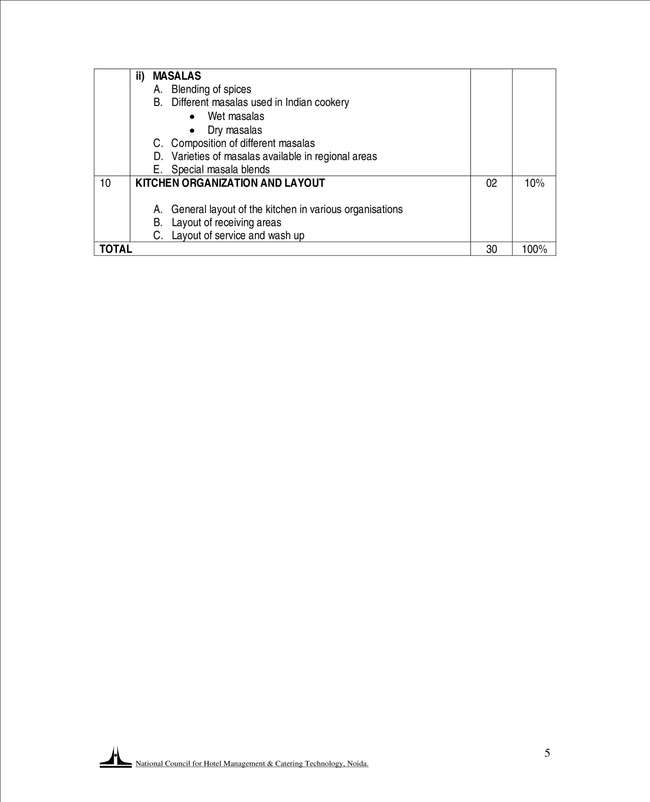 ii) MASALAS
A. Blending of spices
B. Different masalas used in Indian cookery
• Wet masalas
• Dry masalas
C. Composition of different masalas
D. Varieties of masalas available in regional areas
E. Special masala blends
10 KITCHEN ORGANIZATION AND LAYOUT 02 10%
A. General layout of the kitchen in various organisations
B. Layout of receiving areas
C. Layout of service and wash up
TOTAL 30 100%
5
National Council for Hotel Management & Catering Technology, Noida.